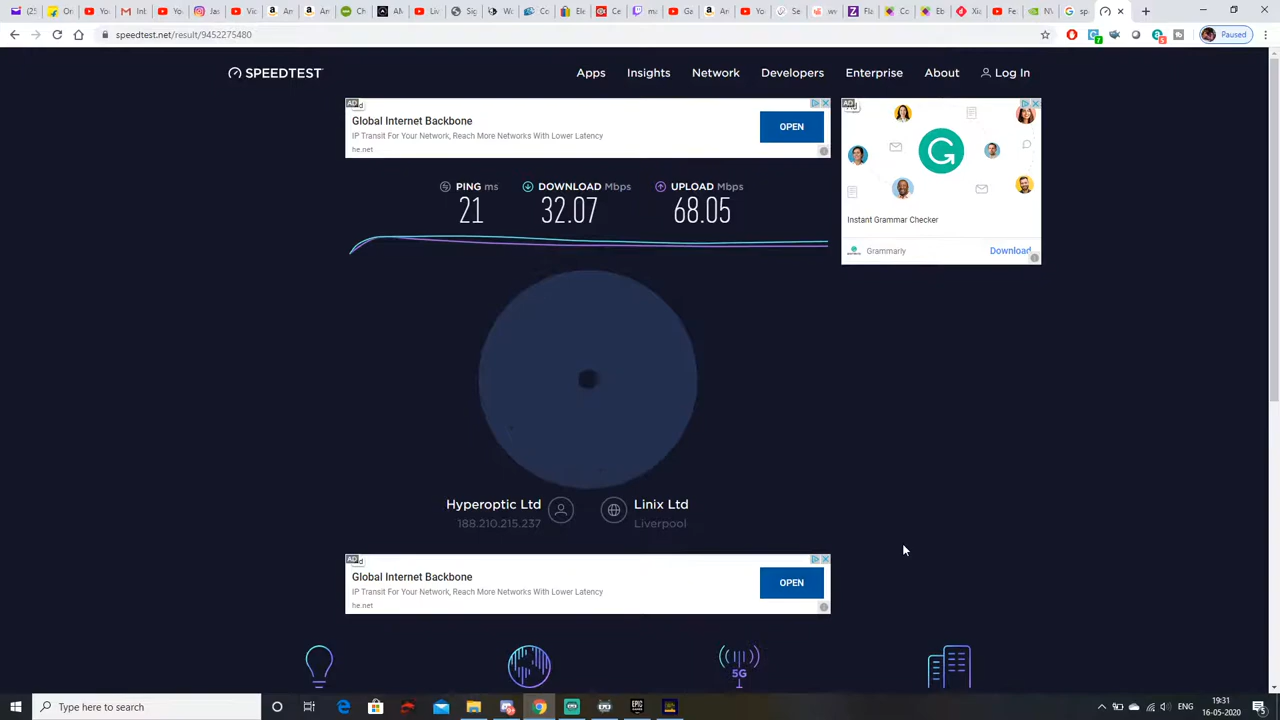 speedtest.net/result/9452275480
Paused
SPEEDTEST
Apps Insights Network Developers Enterprise About Log In
Global Internet Backbone
IP Transit For Your Network, Reach More Networks With Lower Latency
he.net
OPEN
PING ms DOWNLOAD Mbps UPLOAD Mbps
21 32.07 68.05
Instant Grammar Checker
Grammarly Download
Hyperoptic Ltd
188.210.215.237
Linix Ltd
Liverpool
Global Internet Backbone
IP Transit For Your Network, Reach More Networks With Lower Latency
he.net
OPEN
5G
Type here to search
19:31
16-05-2020